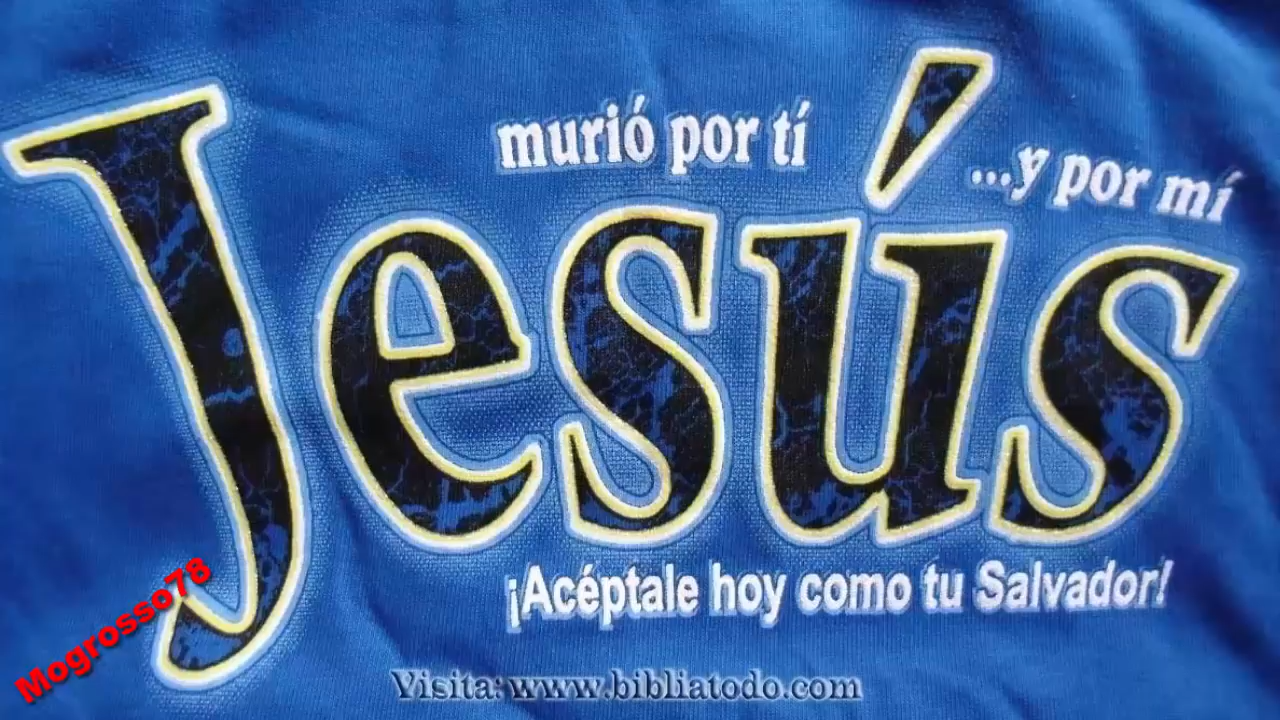 murió por tí
...y por mí
Jesús
¡Acéptale hoy como tu Salvador!
Mogrosso78
Visita: www.bibliatodo.com